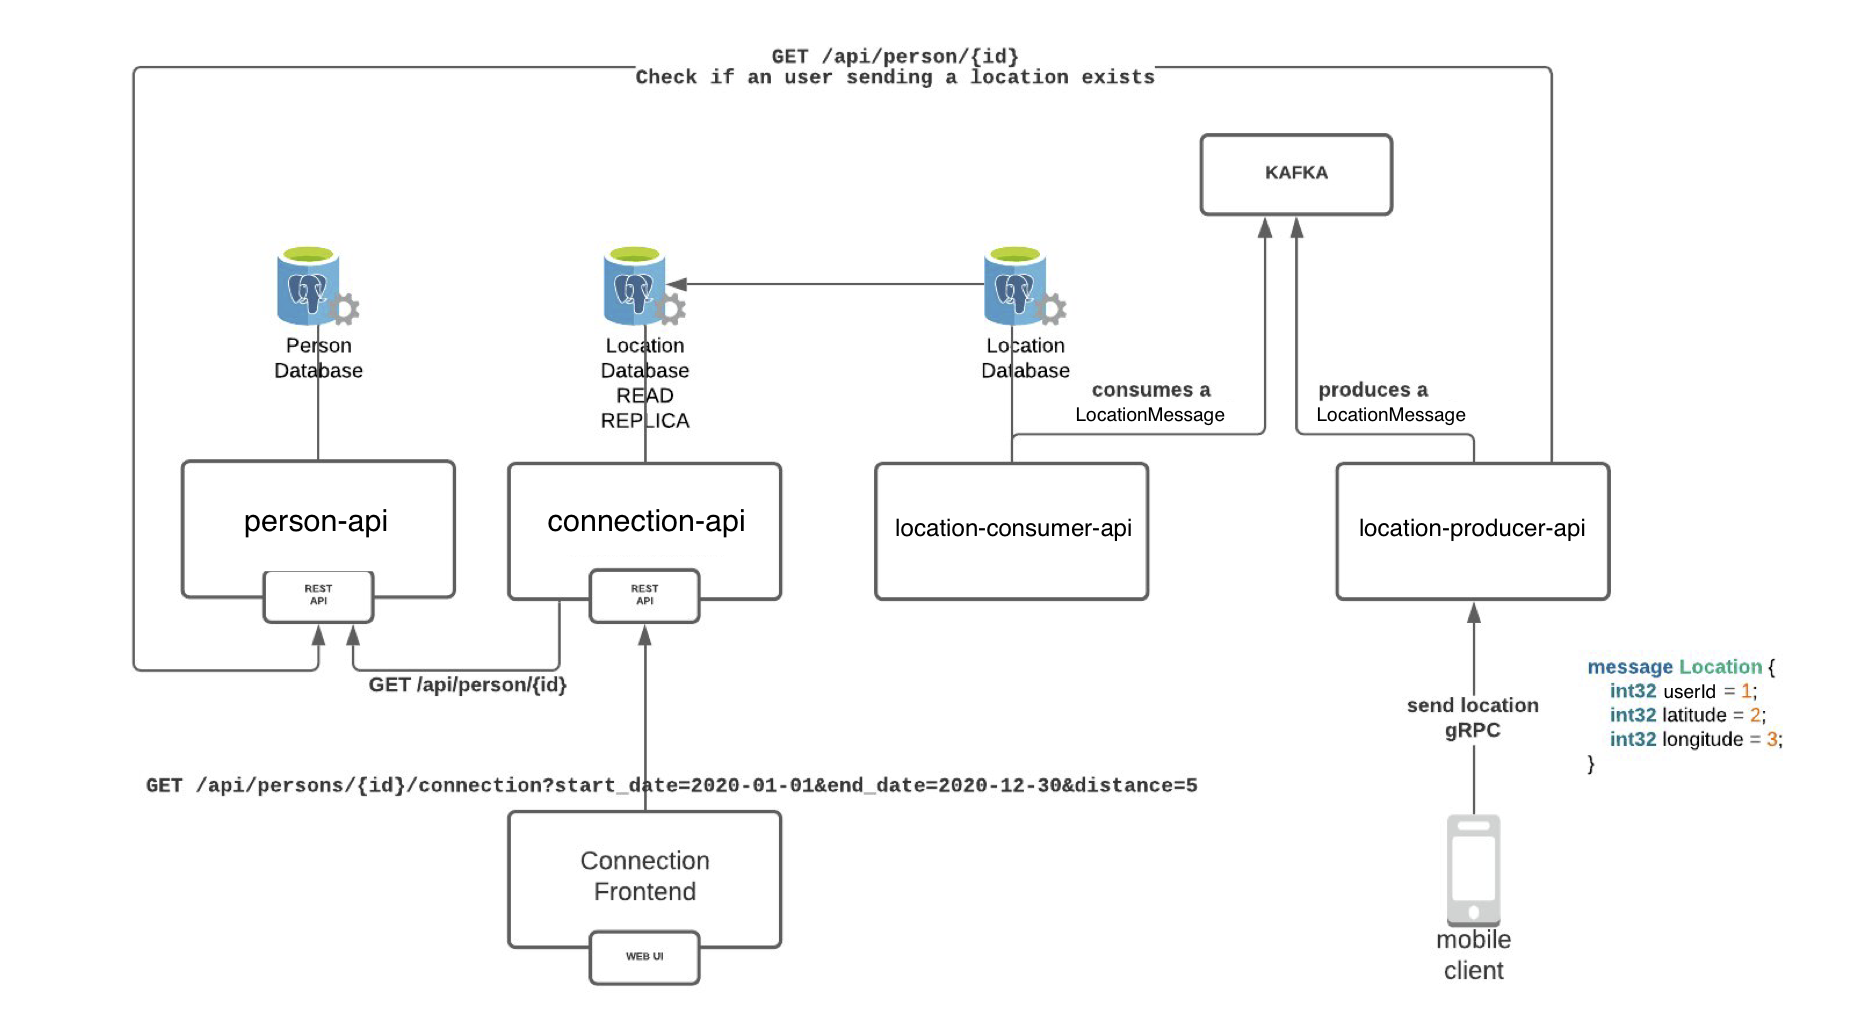 GET /api/person/{id}
Check if an user sending a location exists
KAFKA
Person
Database
Location
Database
READ
REPLICA
Location
Database
consumes a
LocationMessage
produces a
LocationMessage
person-api
REST
API
connection-api
REST
API
location-consumer-api
location-producer-api
GET /api/person/{id}
send location
gRPC
message Location {
int32 userId = 1;
int32 latitude = 2;
int32 longitude = 3;
}
GET /api/persons/{id}/connection?start_date=2020-01-01&end_date=2020-12-30&distance=5
Connection
Frontend
WEB UI
mobile
client